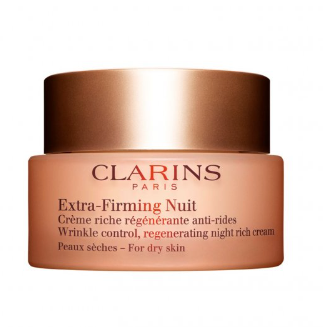 CLARINS
PARIS
Extra-Firming Nuit
Crème riche régénérante anti-rides
Wrinkle control, regenerating night rich cream
Peaux sèches – For dry skin